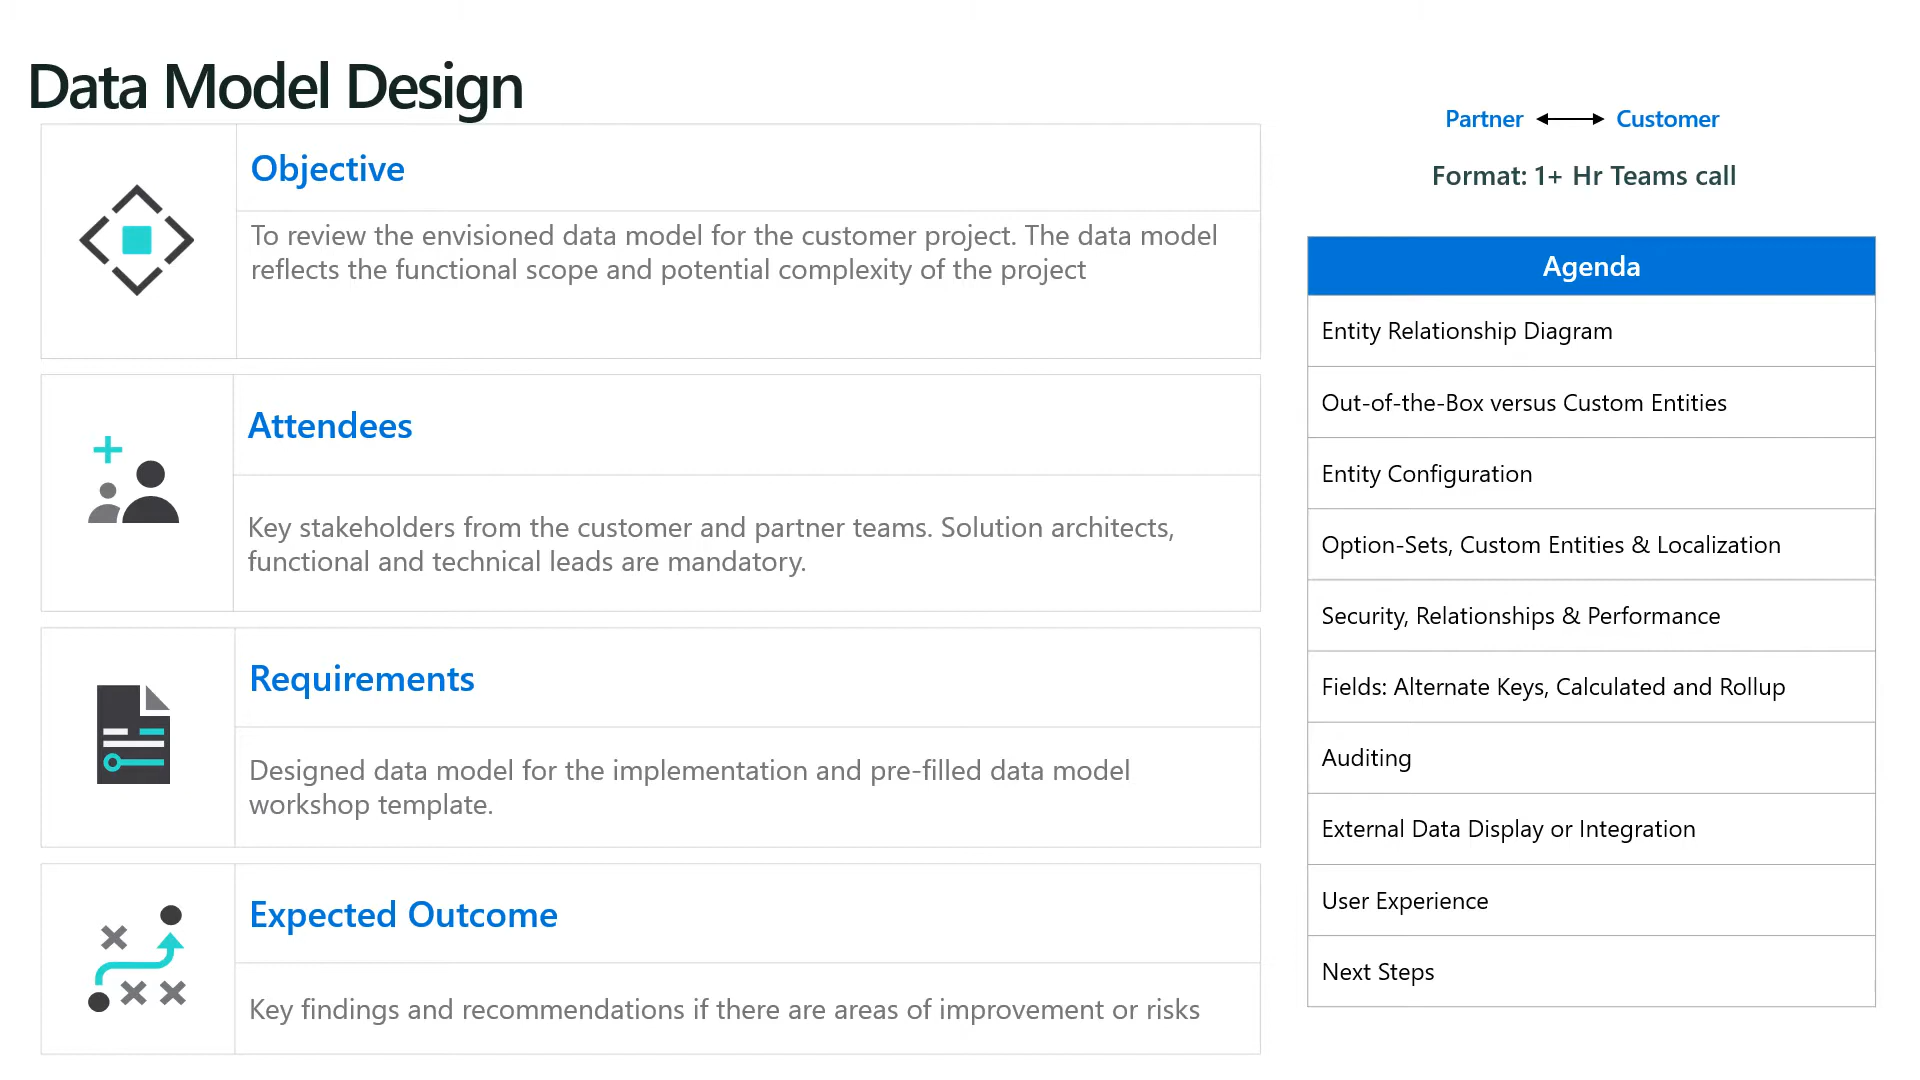 Data Model Design
Objective
To review the envisioned data model for the customer project. The data model
reflects the functional scope and potential complexity of the project
Attendees
Key stakeholders from the customer and partner teams. Solution architects,
functional and technical leads are mandatory.
Requirements
Designed data model for the implementation and pre-filled data model
workshop template.
Expected Outcome
Key findings and recommendations if there are areas of improvement or risks
Partner Customer
Format: 1+ Hr Teams call
Agenda
Entity Relationship Diagram
Out-of-the-Box versus Custom Entities
Entity Configuration
Option-Sets, Custom Entities & Localization
Security, Relationships & Performance
Fields: Alternate Keys, Calculated and Rollup
Auditing
External Data Display or Integration
User Experience
Next Steps